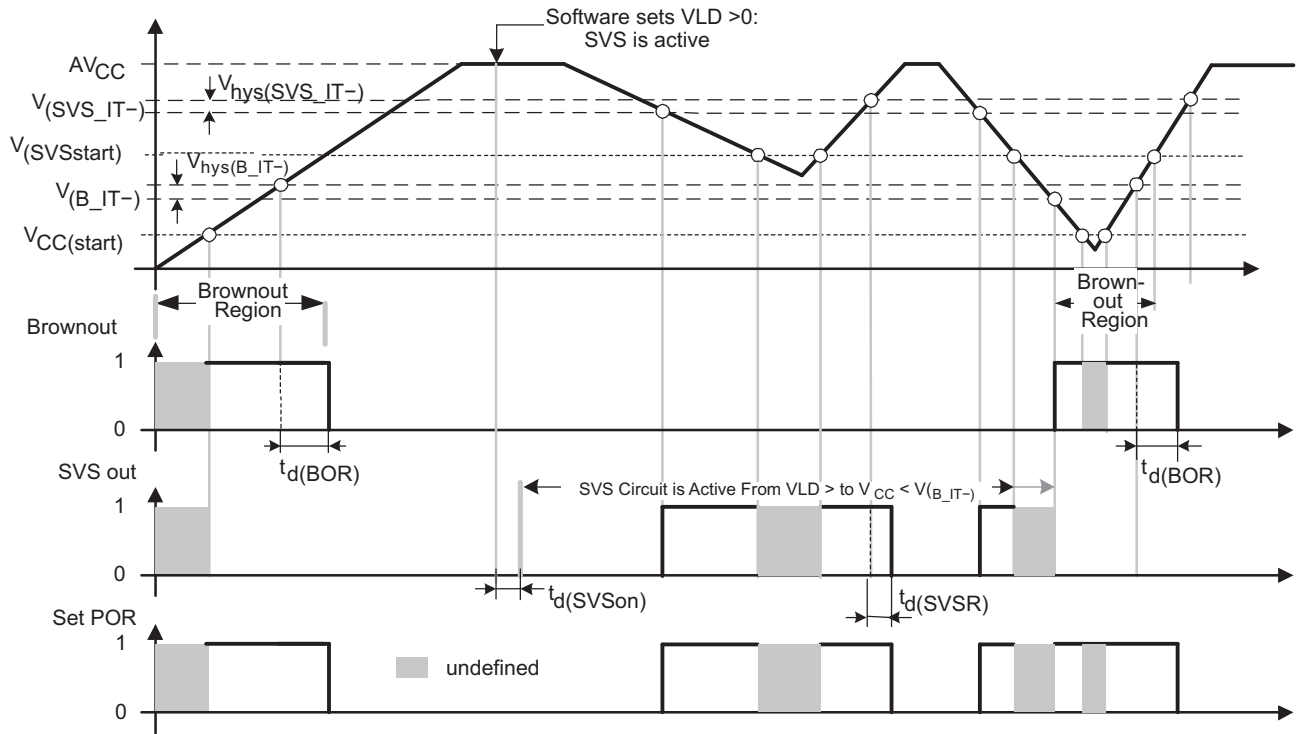 Software sets VLD >0:
SVS is active
AVCC
Vhys(SVS_IT−)
V(SVS_IT−)
V(SVSstart)
Vhys(B_IT−)
V(B_IT−)
VCC(start)
Brownout
Region
Brown-
out
Region
Brownout
1
0
td(BOR)
td(BOR)
SVS out
SVS Circuit is Active From VLD > to VCC < V(B_IT−)
1
0
td(SVSon)
td(SVSR)
Set POR
1
undefined
0